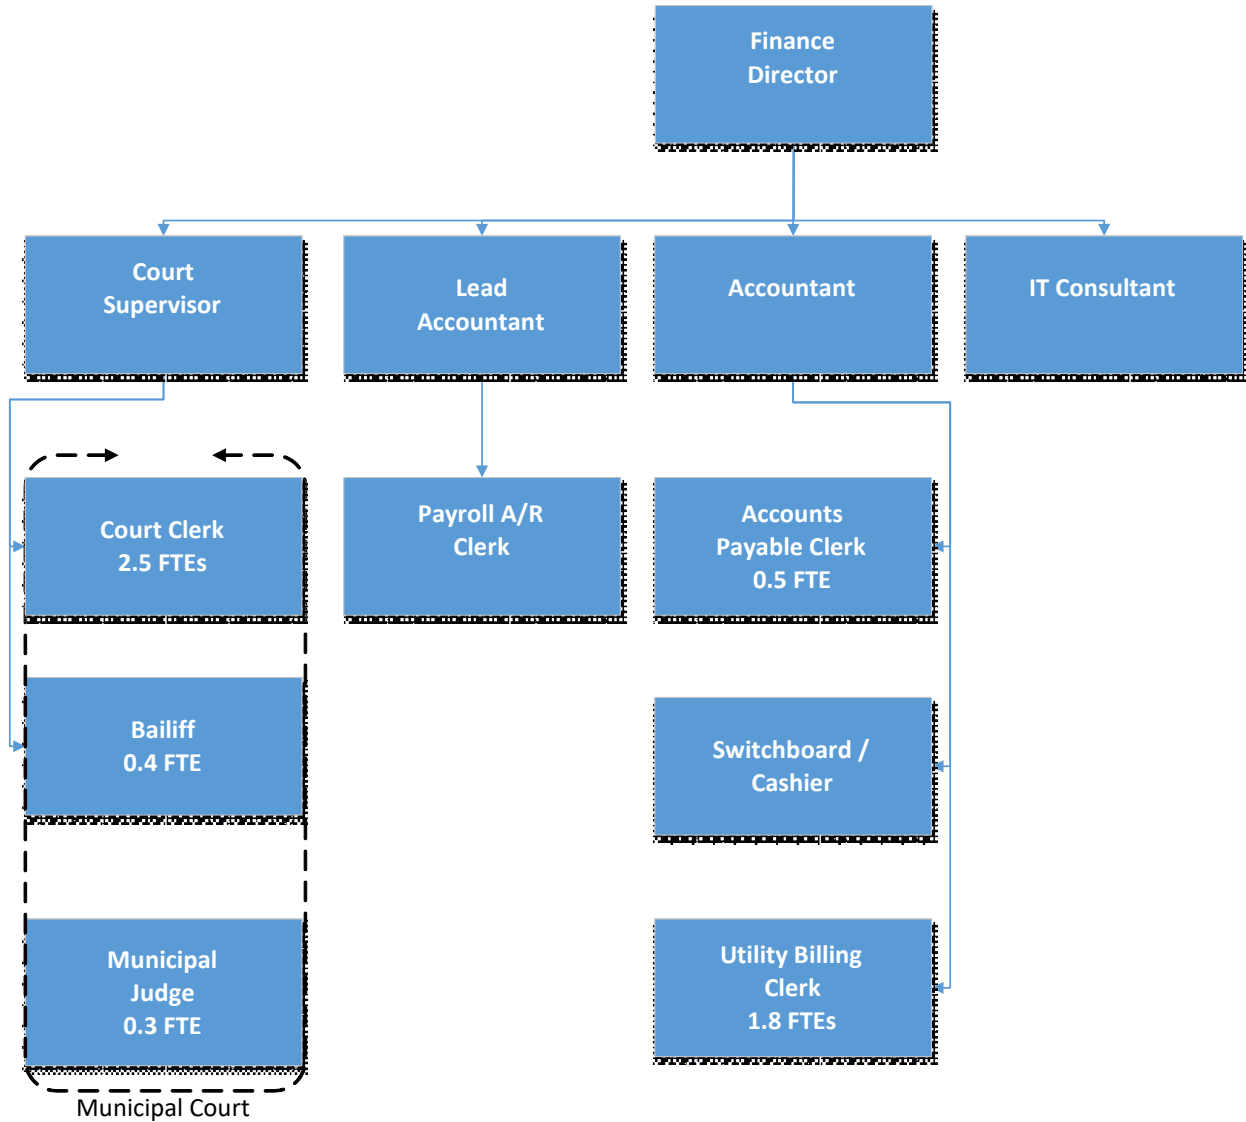 Finance
Director
Court
Supervisor
Lead
Accountant
Accountant
IT Consultant
Court Clerk
2.5 FTEs
Payroll A/R
Clerk
Accounts
Payable Clerk
0.5 FTE
Bailiff
0.4 FTE
Switchboard /
Cashier
Municipal
Judge
0.3 FTE
Utility Billing
Clerk
1.8 FTEs
Municipal Court